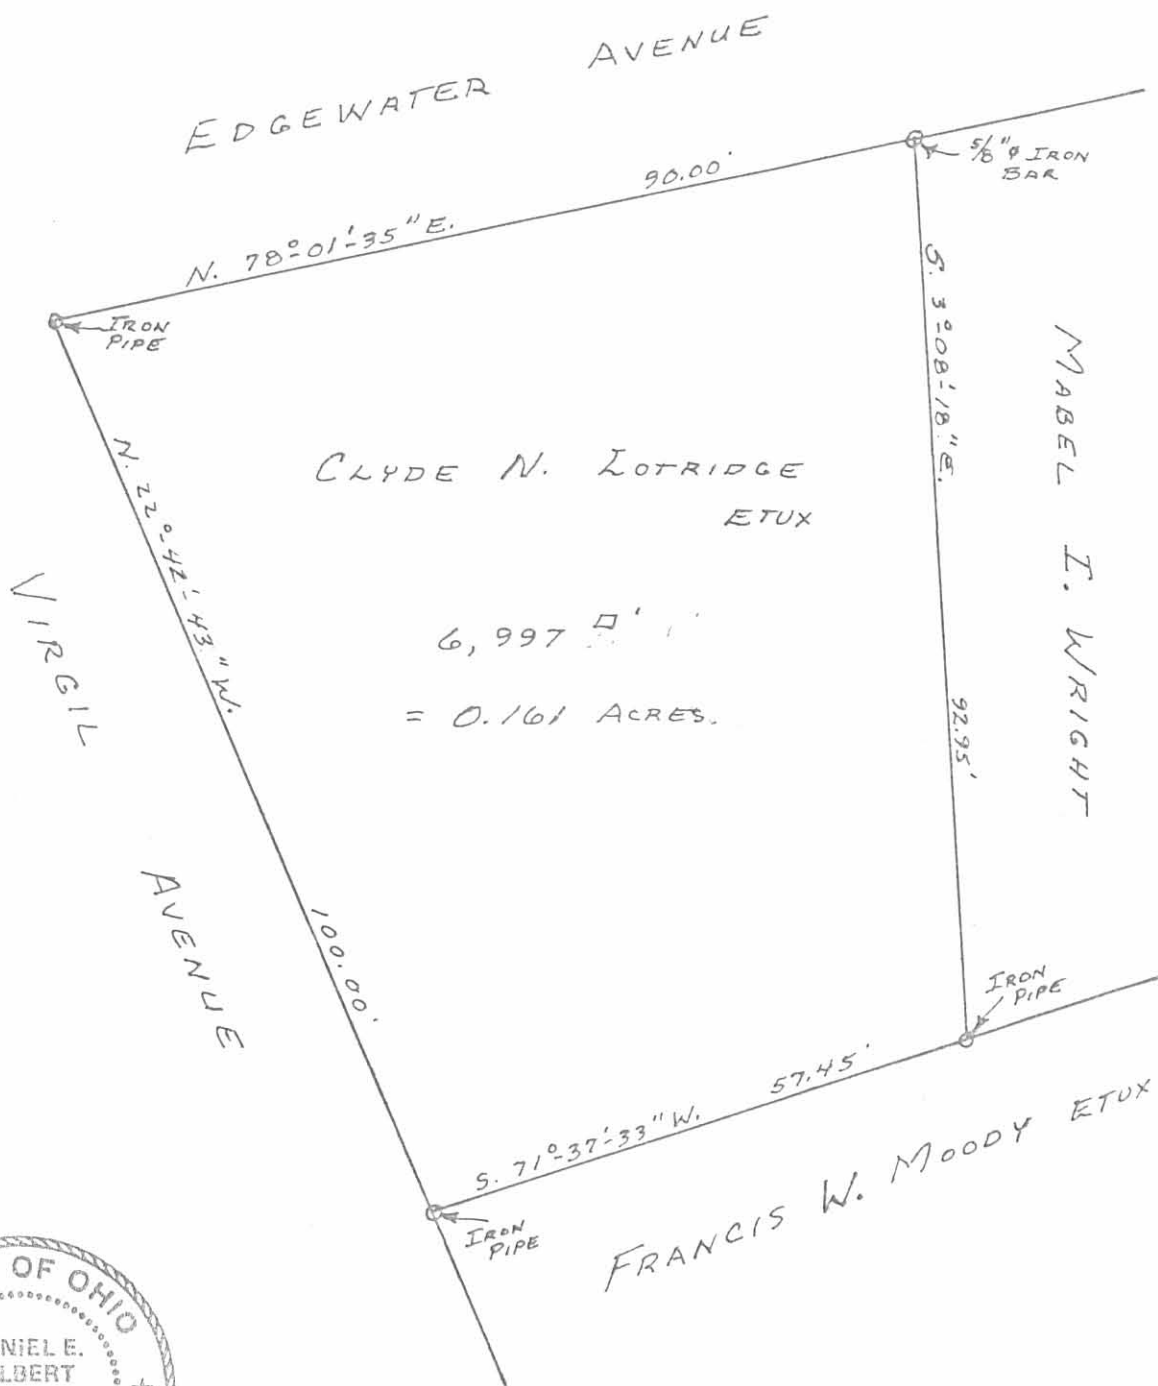 EDGEWATER AVENUE
90.00'
5/8" φ IRON
BAR
N. 78°-01'-35" E.
IRON
PIPE
S. 3°-08'-18" E.
92.95'
MABEL I. WRIGHT
CLYDE N. LOTRIDGE
ETUX
6,997 □'
= 0.161 ACRES.
N. 22°-42'-43" W.
100.00'
VIRGIL AVENUE
IRON
PIPE
57.45'
S. 71°-37'-33" W.
IRON
PIPE
FRANCIS W. MOODY ETUX
OF OHIO
NIEL E.
LBERT